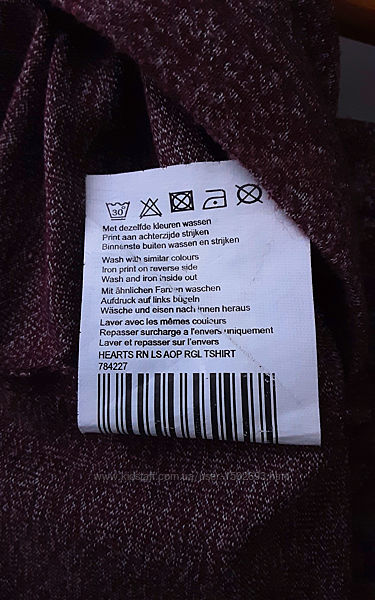 30
Met dezelfde kleuren wassen
Print aan achterzijde strijken
Binnenste buiten wassen en strijken
Wash with similar colours
Iron print on reverse side
Wash and iron inside out
Mit ähnlichen Farben waschen
Aufdruck auf links bügeln
Wäsche und eisen nach innen heraus
Laver avec les mêmes couleurs
Repasser surcharge a l'envers uniquement
Laver et repasser sur l'envers
HEARTS RN LS AOP RGL TSHIRT
784227